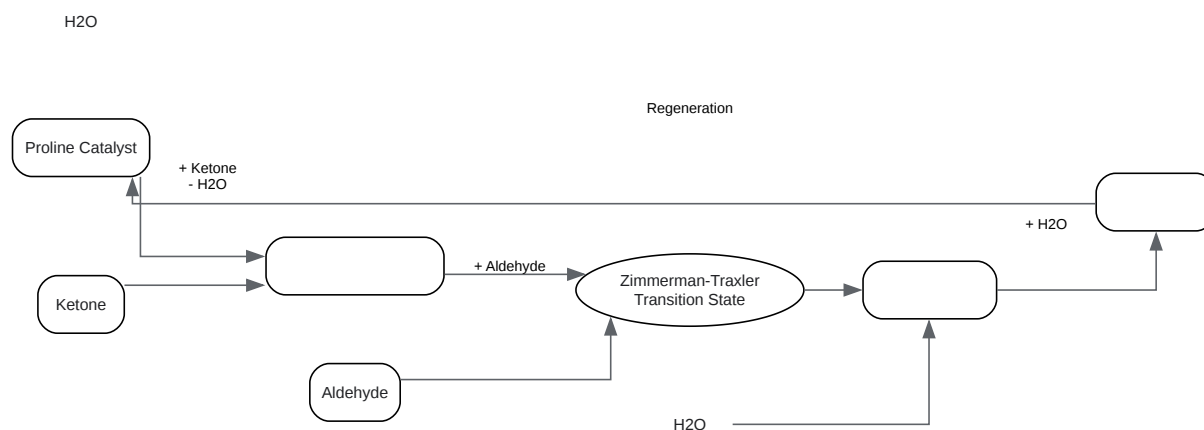 H2O
Regeneration
Proline Catalyst
+ Ketone
- H2O
+ H2O
+ Aldehyde
Zimmerman-Traxler
Transition State
Ketone
Aldehyde
H2O